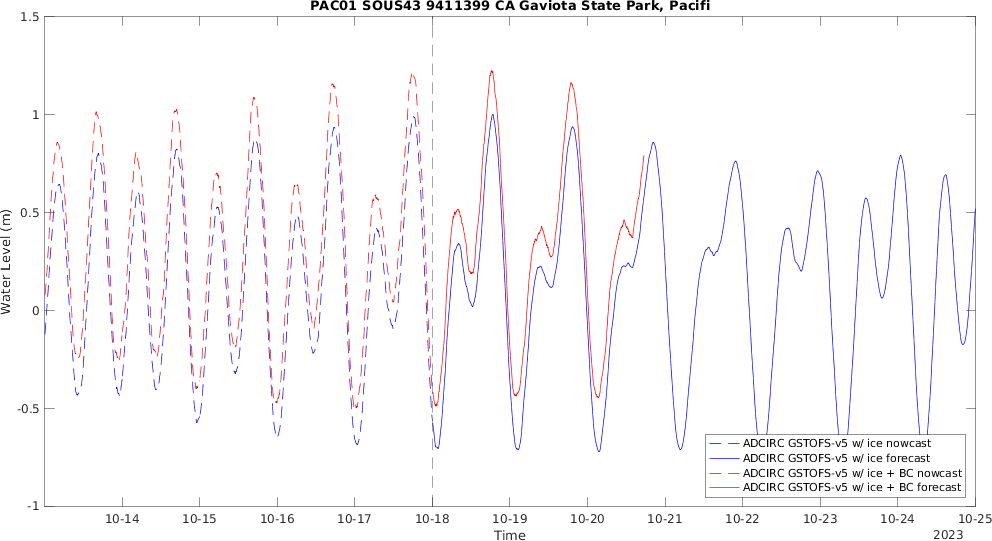 PAC01 SOUS43 9411399 CA Gaviota State Park, Pacifi
1.5
1
0.5
0
-0.5
-1
Water Level (m)
10-14 10-15 10-16 10-17 10-18 10-19 10-20 10-21 10-22 10-23 10-24 10-25
Time
2023
ADCIRC GSTOFS-v5 w/ ice nowcast
ADCIRC GSTOFS-v5 w/ ice forecast
ADCIRC GSTOFS-v5 w/ ice + BC nowcast
ADCIRC GSTOFS-v5 w/ ice + BC forecast